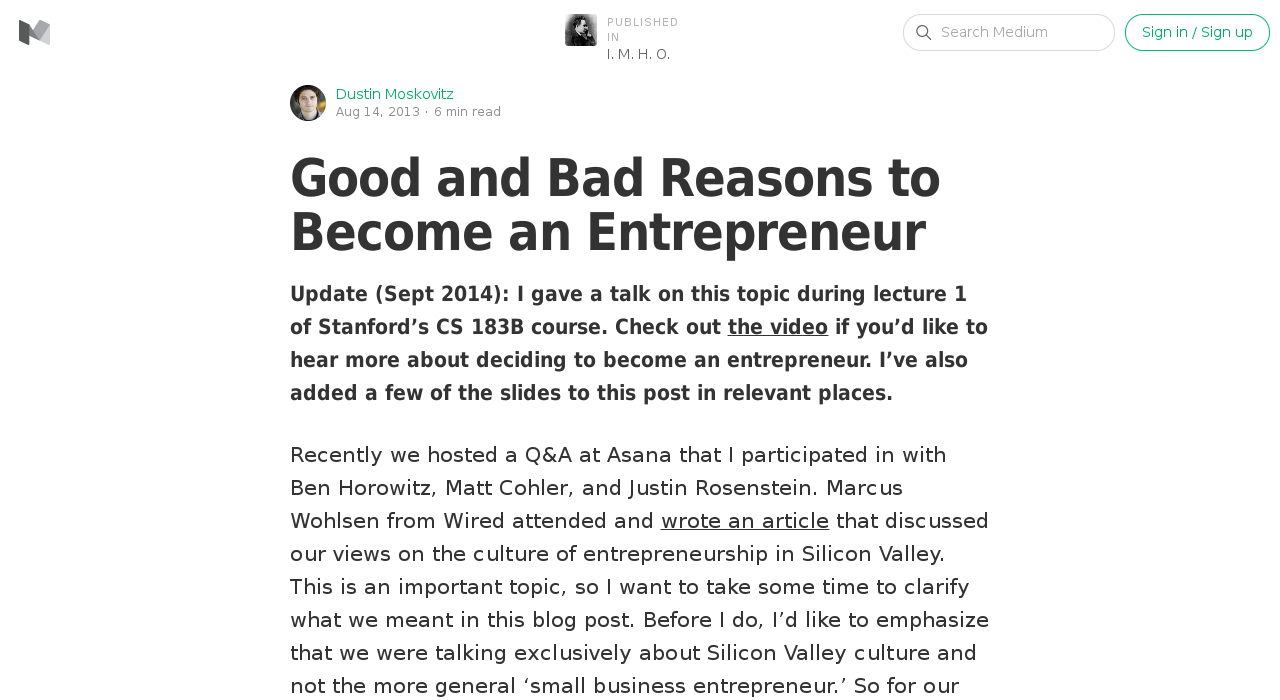 PUBLISHED
IN
I. M. H. O.
Search Medium
Sign in / Sign up
Dustin Moskovitz
Aug 14, 2013 · 6 min read
Good and Bad Reasons to
Become an Entrepreneur
Update (Sept 2014): I gave a talk on this topic during lecture 1
of Stanford’s CS 183B course. Check out the video if you’d like to
hear more about deciding to become an entrepreneur. I’ve also
added a few of the slides to this post in relevant places.
Recently we hosted a Q&A at Asana that I participated in with
Ben Horowitz, Matt Cohler, and Justin Rosenstein. Marcus
Wohlsen from Wired attended and wrote an article that discussed
our views on the culture of entrepreneurship in Silicon Valley.
This is an important topic, so I want to take some time to clarify
what we meant in this blog post. Before I do, I’d like to emphasize
that we were talking exclusively about Silicon Valley culture and
not the more general ‘small business entrepreneur.’ So for our